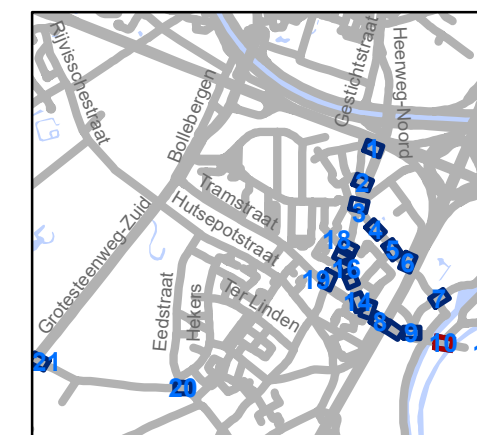 Rijvisschestraat
Bollebergen
Gestichtstraat
Heerweg-Noord
Tramstraat
Hutsepotstraat
Grotesteenweg-Zuid
Eedstraat
Hekers
Ter Linden
1
2
3
4
5
6
18
16
19
7
14
8
9
10
21
20